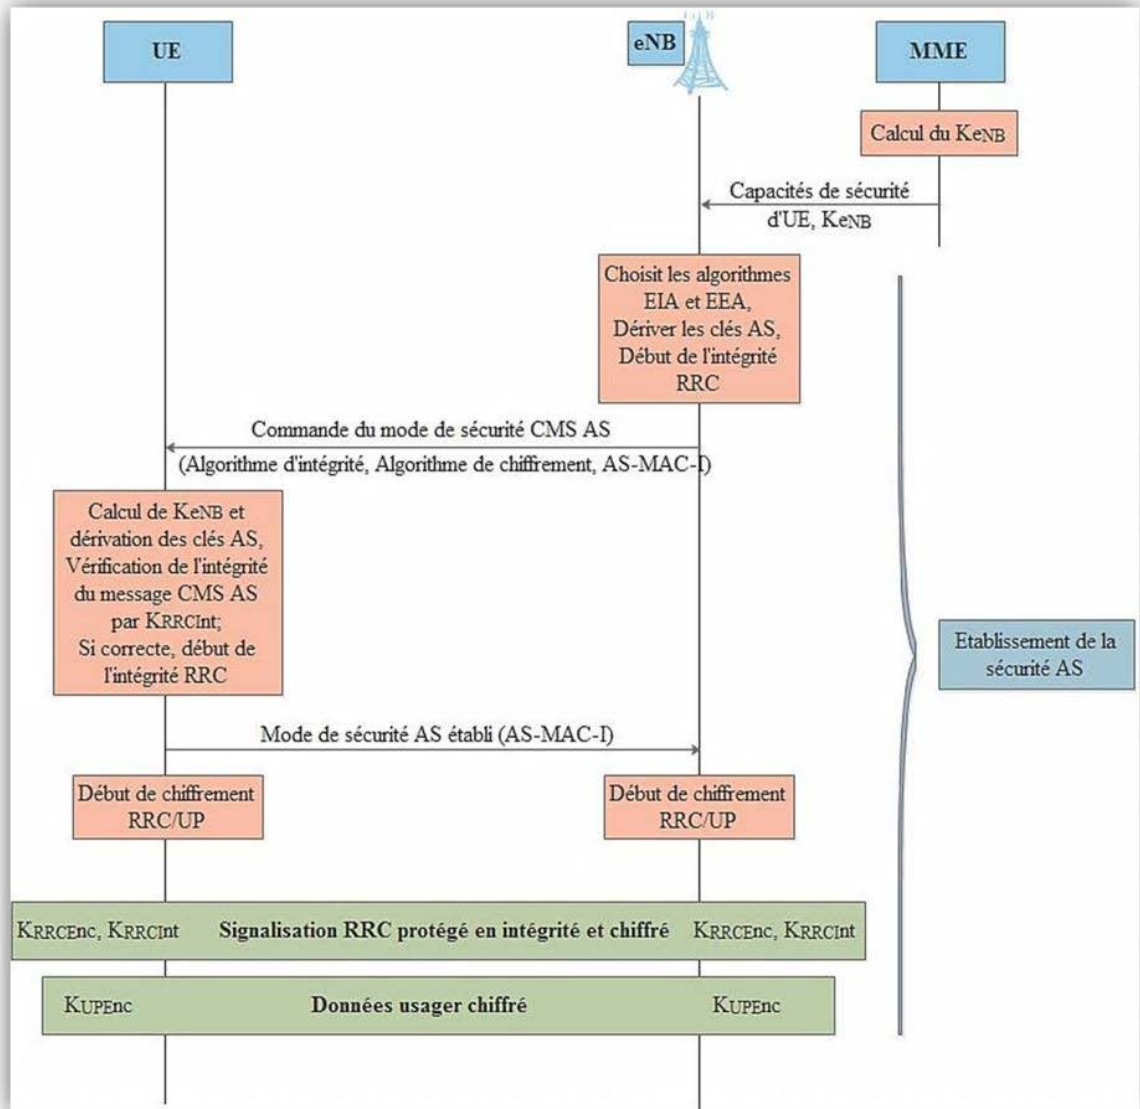 UE
eNB
MME
Calcul du KeNB
Capacités de sécurité
d'UE, KeNB
Choisit les algorithmes
EIA et EEA,
Dériver les clés AS,
Début de l'intégrité
RRC
Commande du mode de sécurité CMS AS
(Algorithme d'intégrité, Algorithme de chiffrement, AS-MAC-I)
Calcul de KeNB et
dérivation des clés AS,
Vérification de l'intégrité
du message CMS AS
par KRRCInt;
Si correcte, début de
l'intégrité RRC
Etablissement de la
sécurité AS
Mode de sécurité AS établi (AS-MAC-I)
Début de chiffrement
RRC/UP
Début de chiffrement
RRC/UP
KRRCEnc, KRRCInt Signalisation RRC protégé en intégrité et chiffré KRRCEnc, KRRCInt
KUPEnc Données usager chiffré KUPEnc